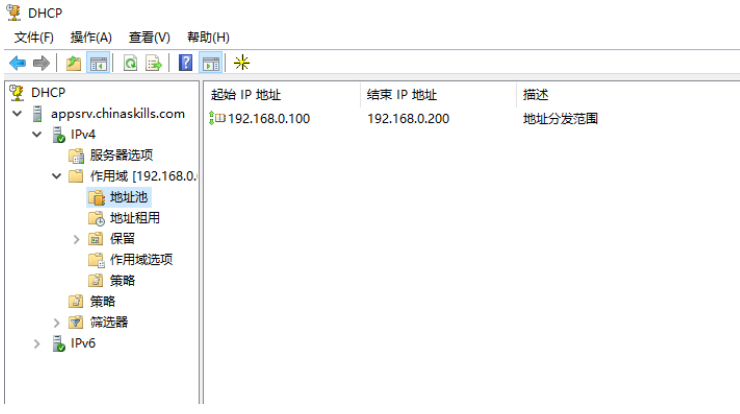 DHCP
文件(F) 操作(A) 查看(V) 帮助(H)
DHCP
appsrv.chinaskills.com
IPv4
服务器选项
作用域 [192.168.0.
地址池
地址租用
保留
作用域选项
策略
策略
筛选器
IPv6
起始 IP 地址 结束 IP 地址 描述
192.168.0.100 192.168.0.200 地址分发范围